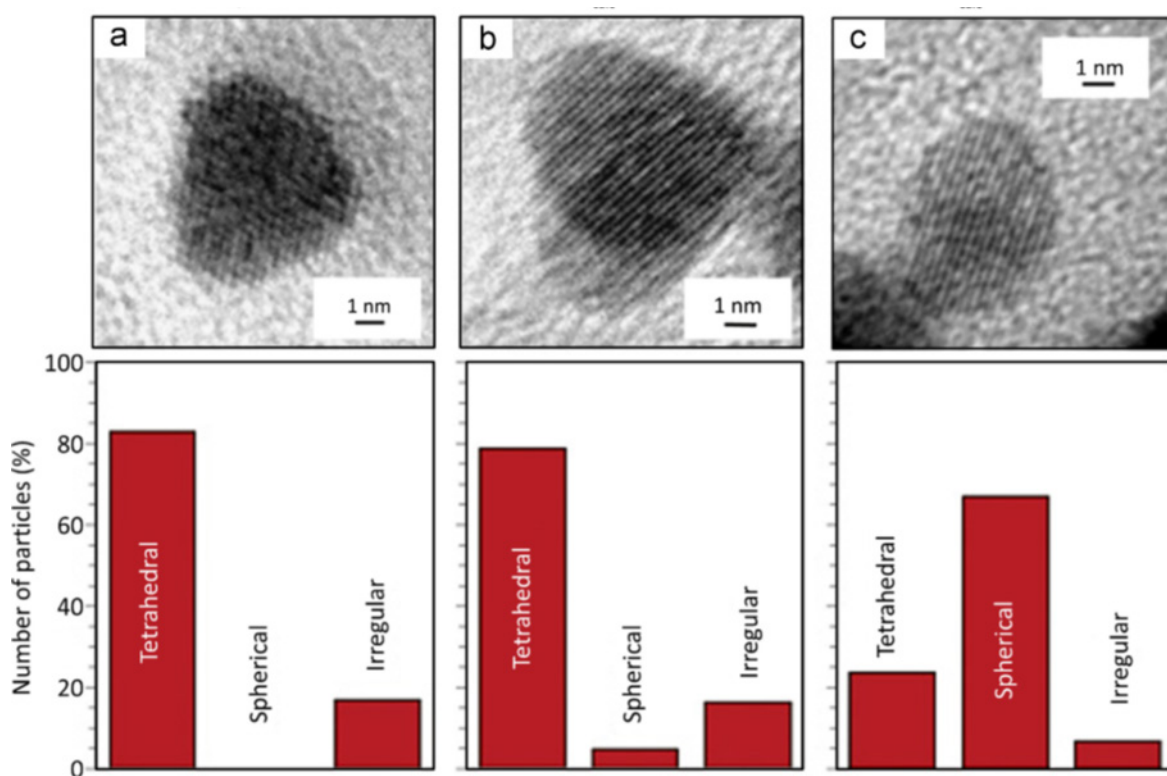 a
b
c
1 nm
1 nm
1 nm
Number of particles (%)
100
80
60
40
20
0
Tetrahedral
Spherical
Irregular
Tetrahedral
Spherical
Irregular
Tetrahedral
Spherical
Irregular